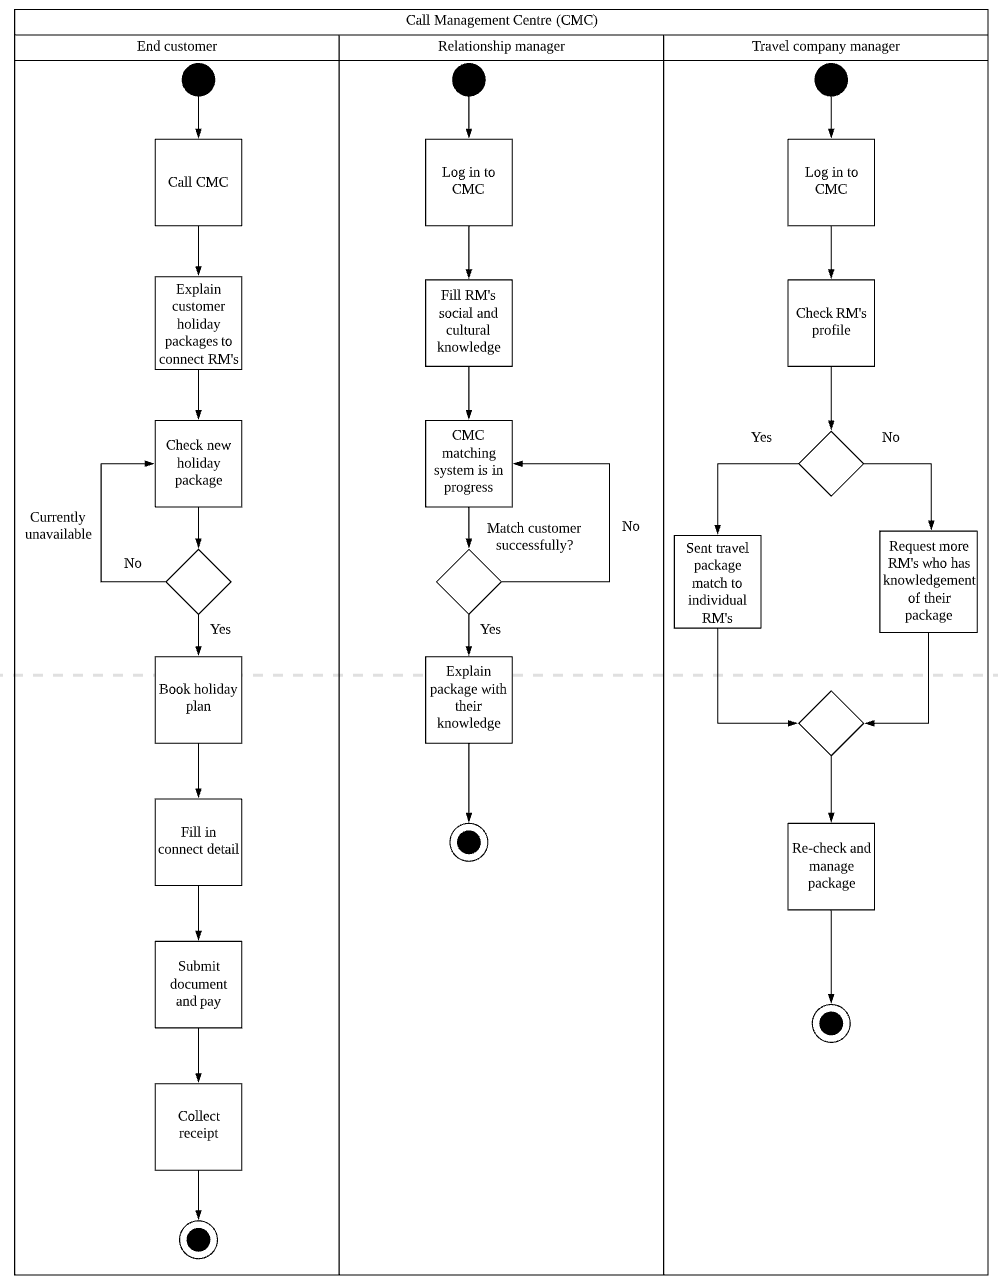 Call Management Centre (CMC)
End customer
Relationship manager
Travel company manager
Call CMC
Explain
customer
holiday
packages to
connect RM's
Check new
holiday
package
Currently
unavailable
No
Yes
Book holiday
plan
Fill in
connect detail
Submit
document
and pay
Collect
receipt
Log in to
CMC
Fill RM's
social and
cultural
knowledge
CMC
matching
system is in
progress
Match customer
successfully?
No
Yes
Explain
package with
their
knowledge
Log in to
CMC
Check RM's
profile
Yes
No
Sent travel
package
match to
individual
RM's
Request more
RM's who has
knowledgement
of their
package
Re-check and
manage
package